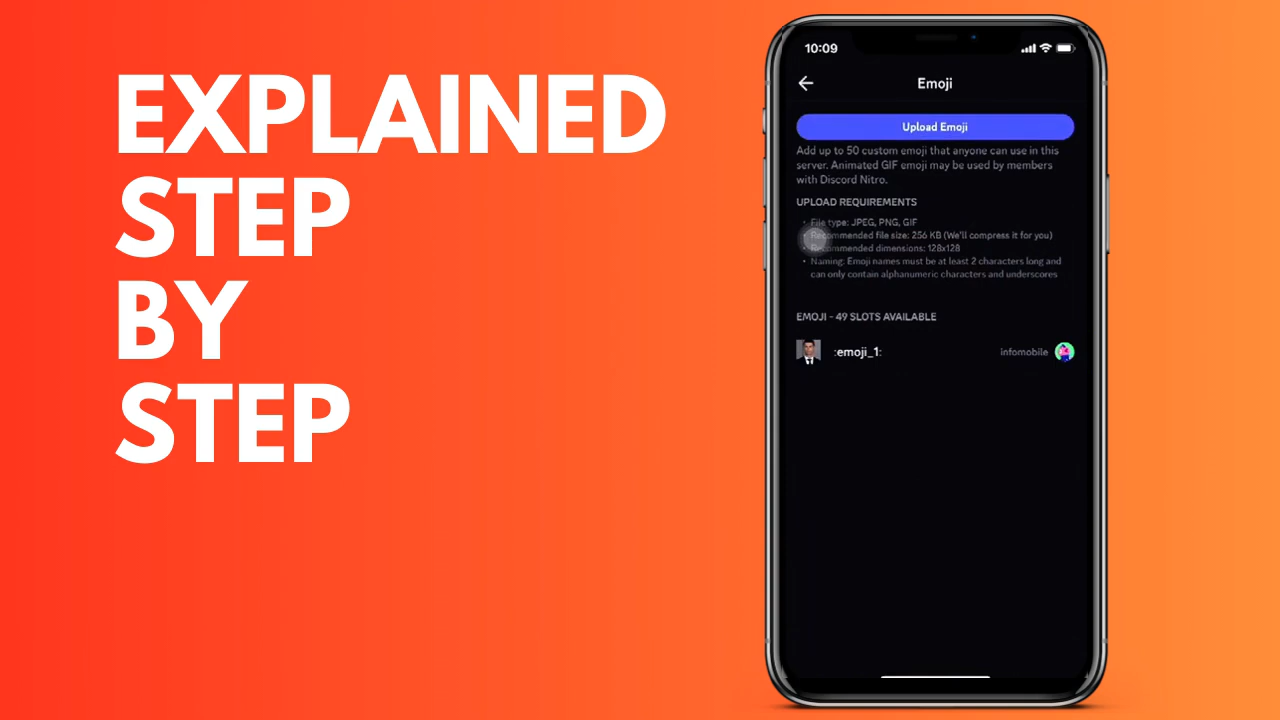 EXPLAINED
STEP
BY
STEP
10:09
Emoji
Upload Emoji
Add up to 50 custom emoji that anyone can use in this
server. Animated GIF emoji may be used by members
with Discord Nitro.
UPLOAD REQUIREMENTS
• File type: JPEG, PNG, GIF
• Recommended file size: 256 KB (We'll compress it for you)
• Recommended dimensions: 128x128
• Naming: Emoji names must be at least 2 characters long and
can only contain alphanumeric characters and underscores
EMOJI - 49 SLOTS AVAILABLE
:emoji_1: infomobile